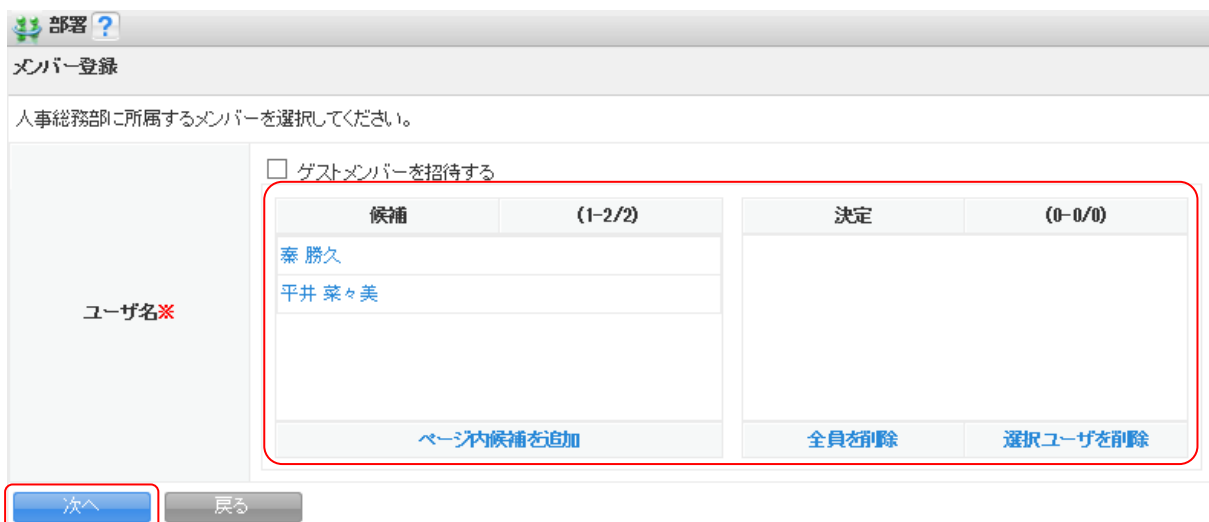 部署 ?
メンバー登録
人事総務部に所属するメンバーを選択してください。
ゲストメンバーを招待する
候補 (1-2/2) 決定 (0-0/0)
秦 勝久
平井 菜々美
ユーザ名※
ページ内候補を追加 全員を削除 選択ユーザを削除
次へ 戻る